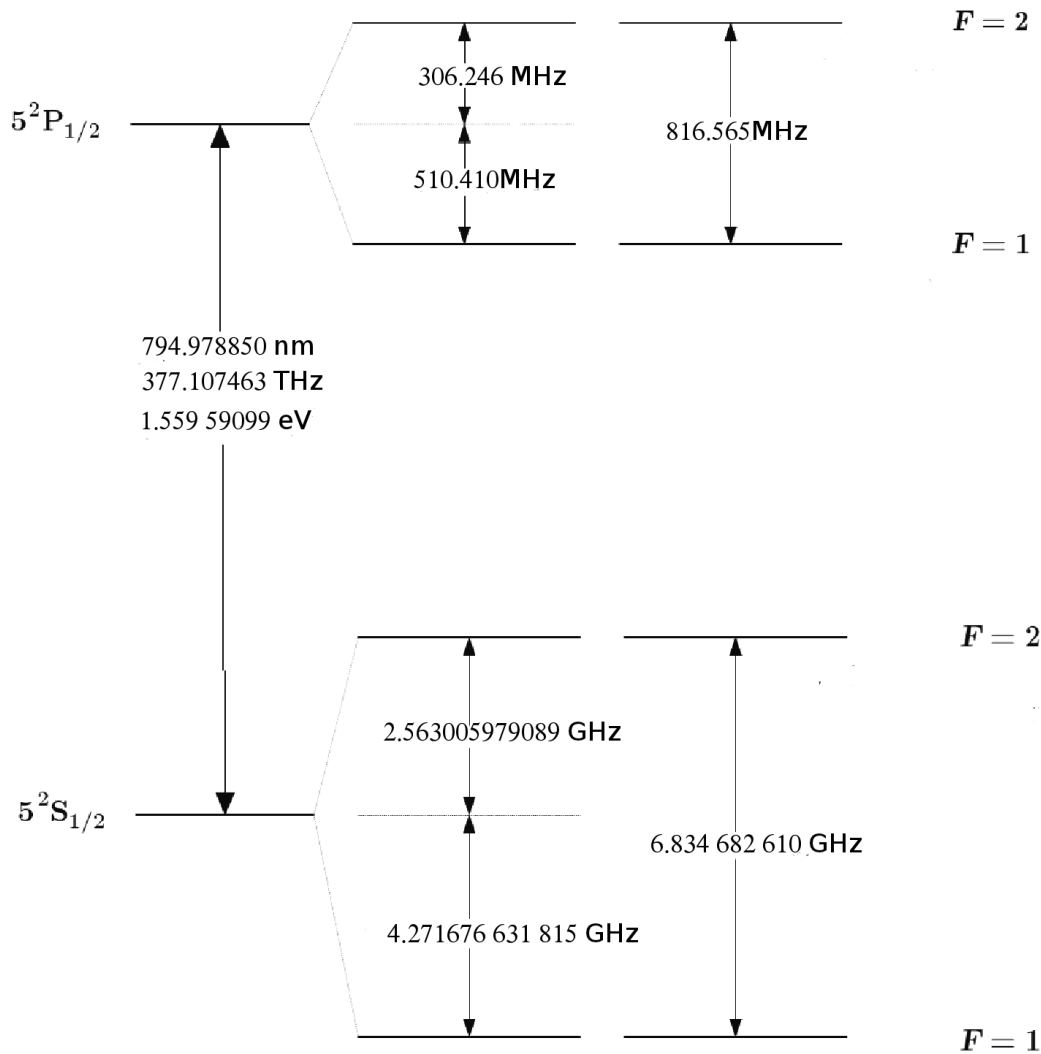 F = 2
306.246 MHz
5²P₁/₂
816.565MHz
510.410MHz
F = 1
794.978850 nm
377.107463 THz
1.559 59099 eV
F = 2
2.563005979089 GHz
5²S₁/₂
6.834 682 610 GHz
4.271676 631 815 GHz
F = 1